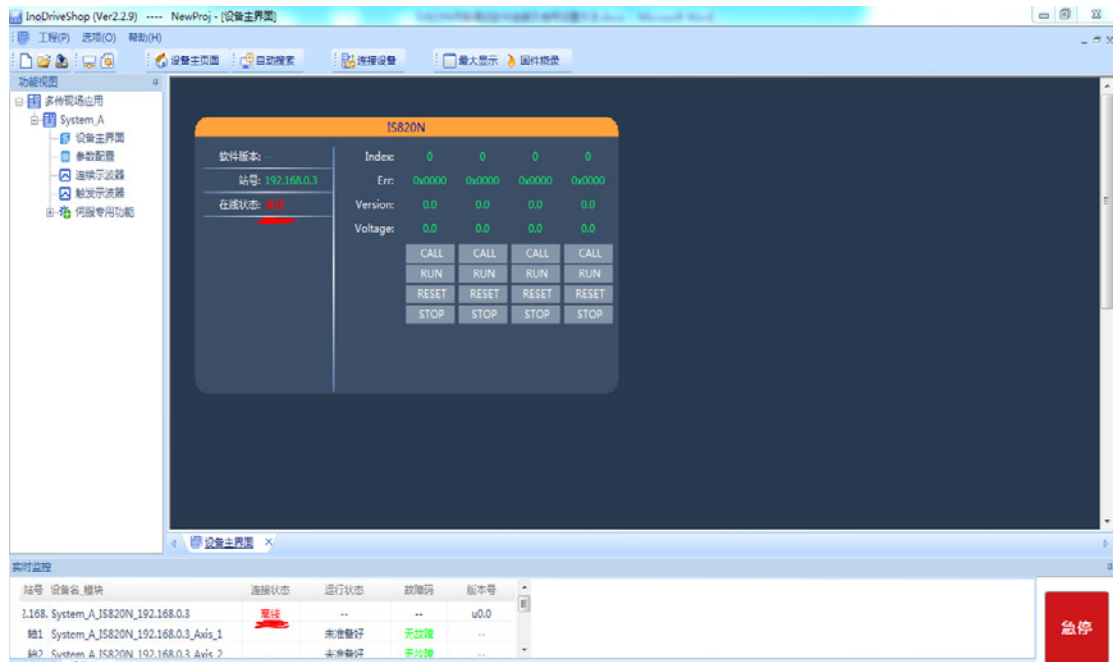 InoDriveShop (Ver2.2.9) ---- NewProj - [设备主界面]
工程(P) 选项(O) 帮助(H)
设备主页面 自动搜索 连接设备 最大显示 固件烧录
功能视图
多传现场应用
System_A
设备主界面
参数配置
连续示波器
触发示波器
伺服专用功能
IS820N
软件版本: --
站号: 192.168.0.3
在线状态: 离线
Index: 0 0 0 0
Err: 0x0000 0x0000 0x0000 0x0000
Version: 0.0 0.0 0.0 0.0
Voltage: 0.0 0.0 0.0 0.0
CALL CALL CALL CALL
RUN RUN RUN RUN
RESET RESET RESET RESET
STOP STOP STOP STOP
设备主界面
实时监控
站号 设备名_模块 连接状态 运行状态 故障码 版本号
2.168. System_A_IS820N_192.168.0.3 离线 -- -- u0.0
轴1 System_A_IS820N_192.168.0.3_Axis_1 未准备好 无故障 --
轴2 System_A_IS820N_192.168.0.3_Axis_2 未准备好 无故障 --
急停